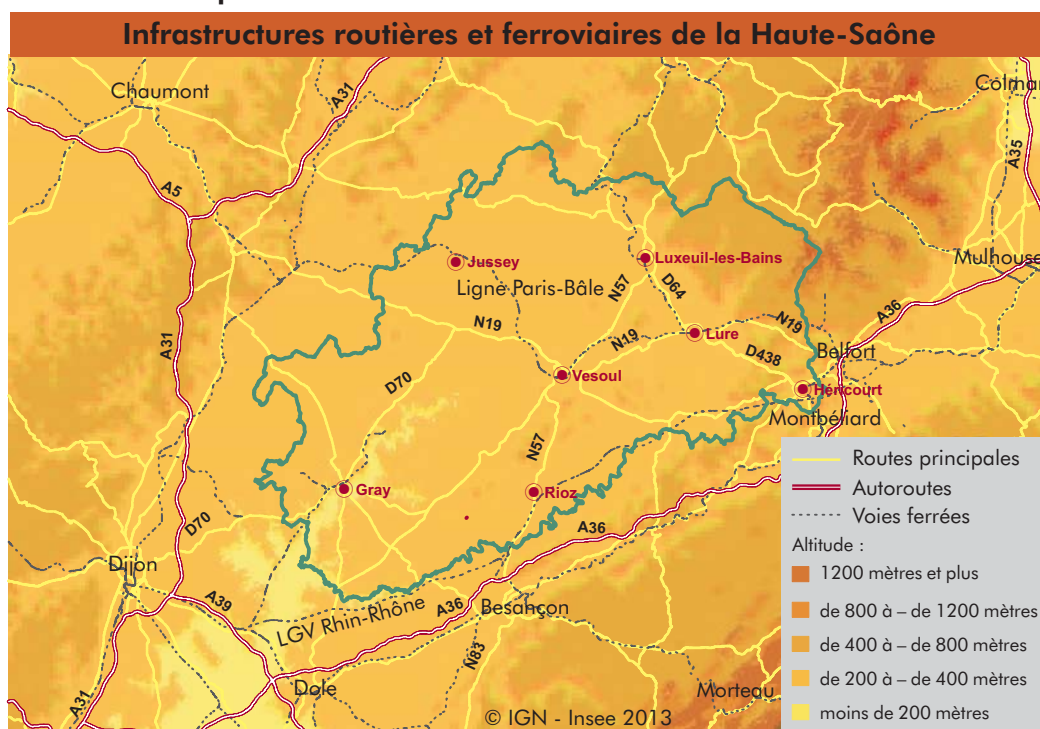 Infrastructures routières et ferroviaires de la Haute-Saône
Chaumont
A31
Colmar
A35
A5
Jussey
Luxeuil-les-Bains
Mulhouse
Ligne Paris-Bâle
N57
D64
A36
N19
N19
N19
A31
Lure
Belfort
D438
D70
Vesoul
Héricourt
Montbéliard
N57
Gray
Rioz
D70
A36
Dijon
A39
LGV Rhin-Rhône
A36
Besançon
N83
A31
Dole
Morteau
© IGN - Insee 2013
Routes principales
Autoroutes
Voies ferrées
Altitude :
1200 mètres et plus
de 800 à – de 1200 mètres
de 400 à – de 800 mètres
de 200 à – de 400 mètres
moins de 200 mètres